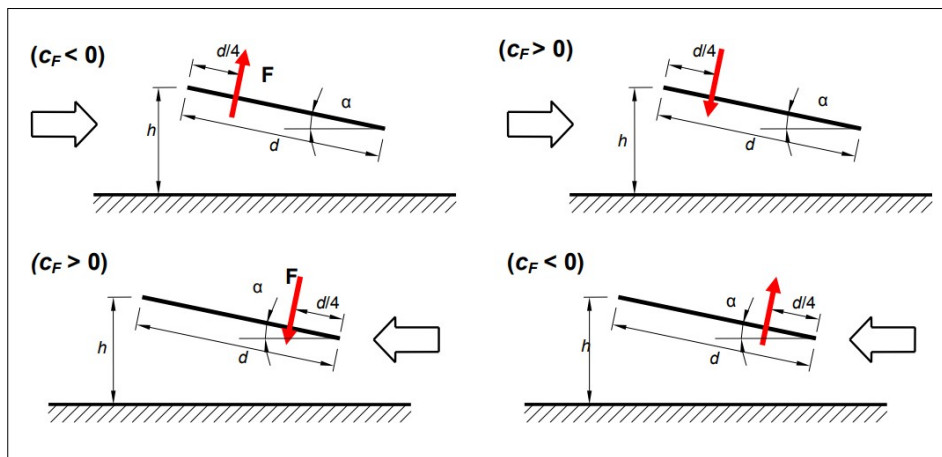 (cF < 0)
d/4
F
α
h
d
(cF > 0)
d/4
α
h
d
(cF > 0)
F
α
d/4
h
d
(cF < 0)
α
d/4
h
d